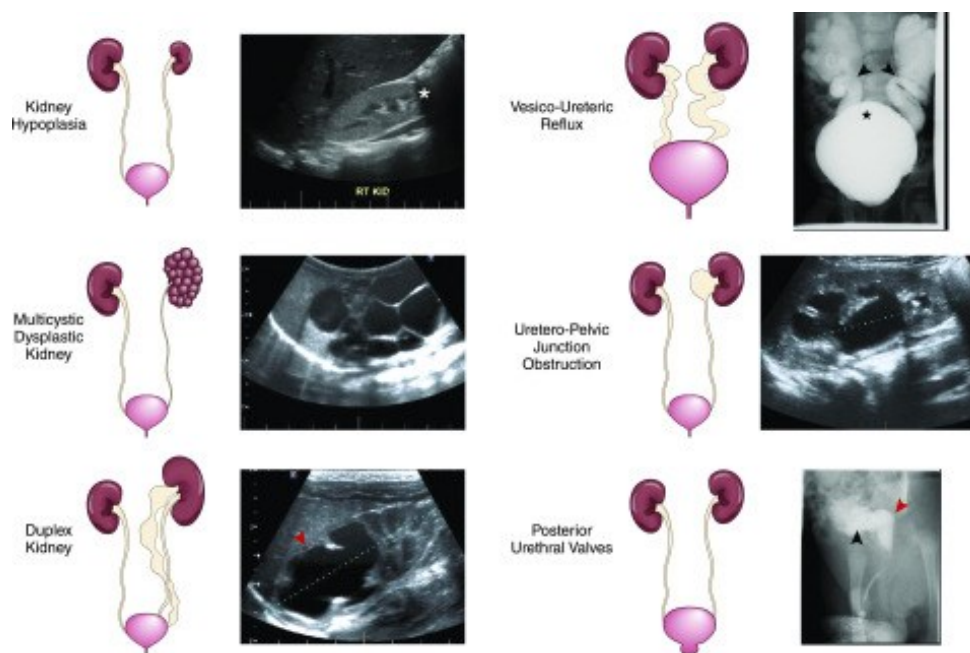 Kidney
Hypoplasia
*
RT KID
Vesico-Ureteric
Reflux
*
Multicystic
Dysplastic
Kidney
Uretero-Pelvic
Junction
Obstruction
Duplex
Kidney
Posterior
Urethral Valves